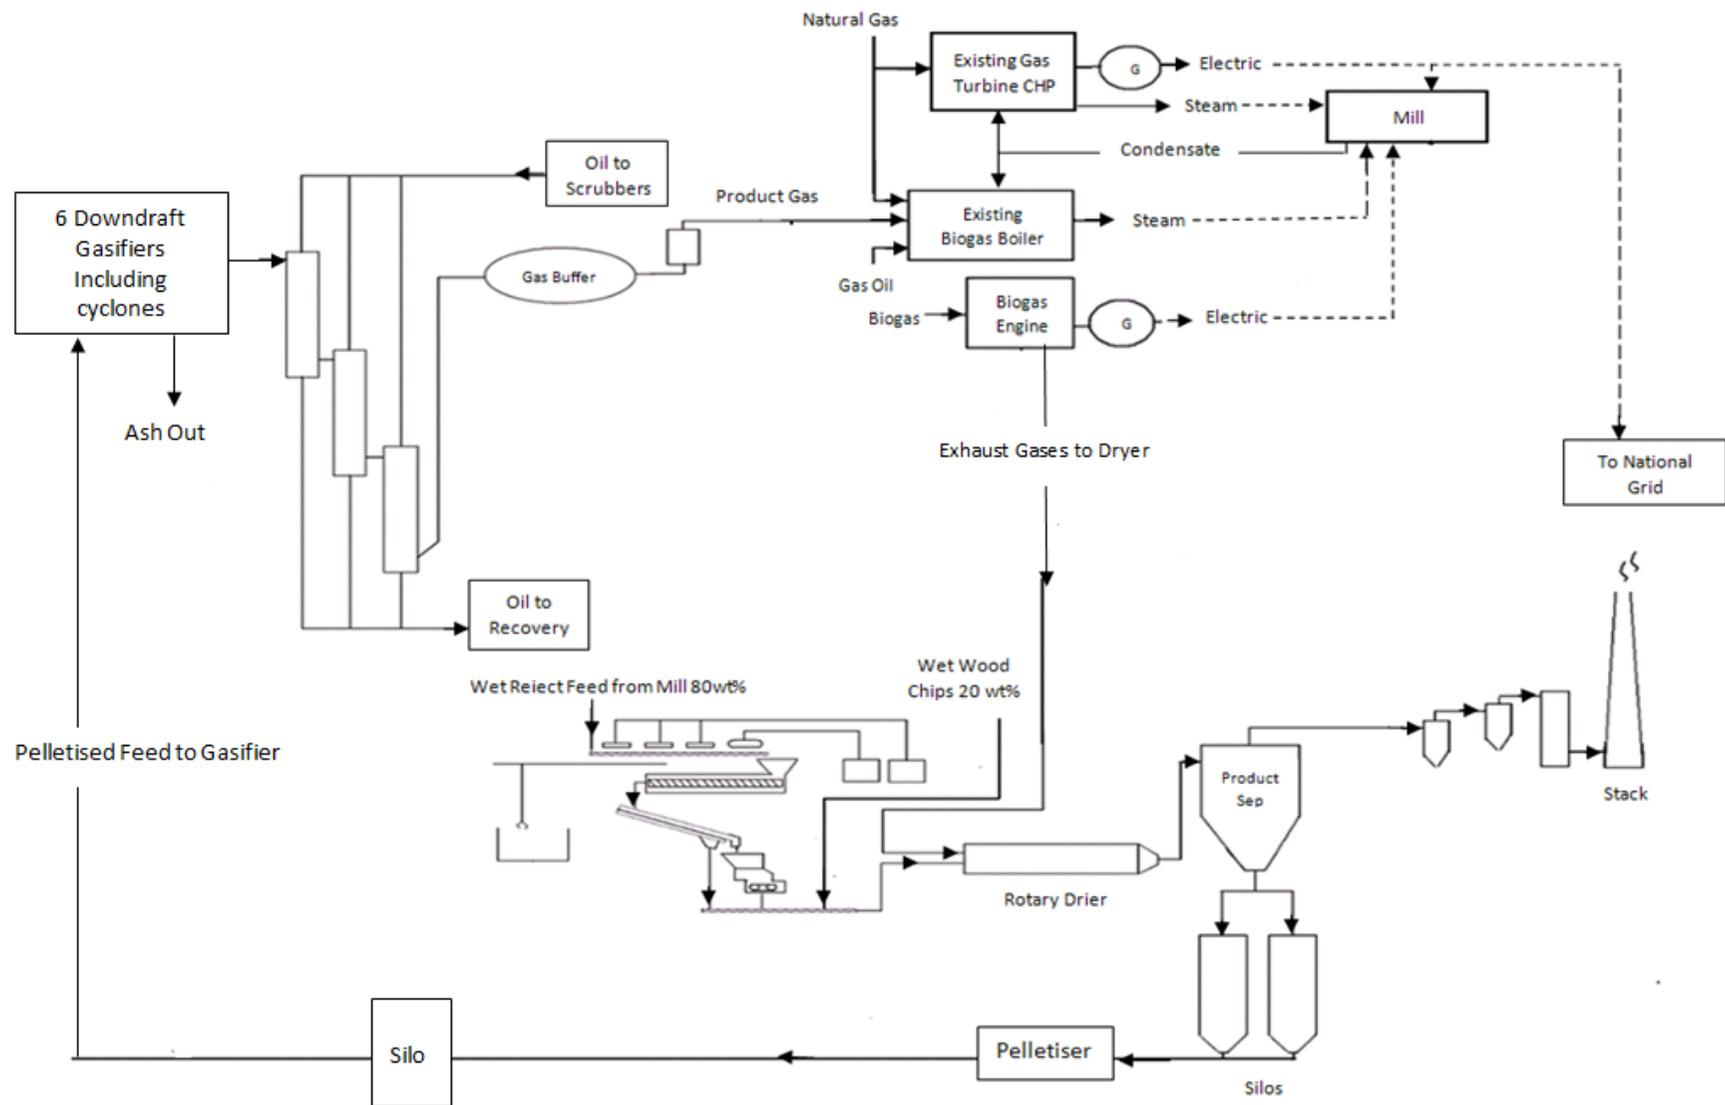 Natural Gas
Existing Gas
Turbine CHP
G
Electric
Steam
Mill
Condensate
Oil to
Scrubbers
6 Downdraft
Gasifiers
Including
cyclones
Product Gas
Existing
Biogas Boiler
Steam
Gas Buffer
Gas Oil
Biogas
Biogas
Engine
G
Electric
Ash Out
Exhaust Gases to Dryer
To National
Grid
Oil to
Recovery
Wet Wood
Chips 20 wt%
Wet Reiect Feed from Mill 80wt%
Pelletised Feed to Gasifier
Product
Sep
Stack
Rotary Drier
Silo
Pelletiser
Silos